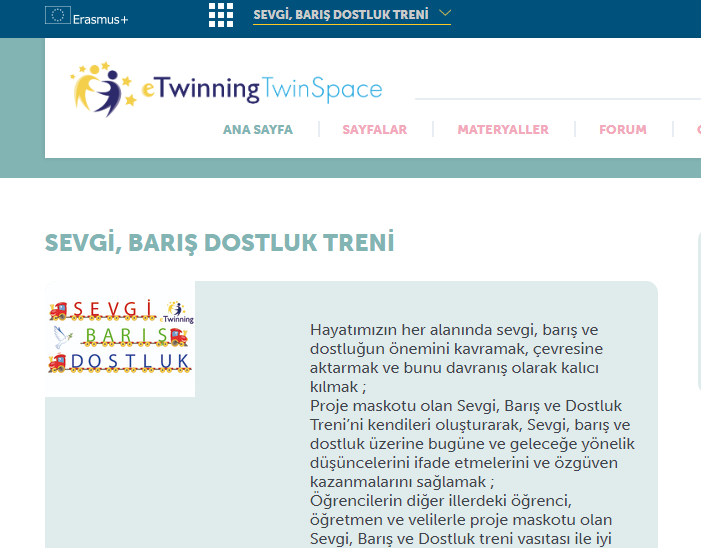 Erasmus+
SEVGİ, BARIŞ DOSTLUK TRENİ
eTwinning TwinSpace
ANA SAYFA
SAYFALAR
MATERYALLER
FORUM
SEVGİ, BARIŞ DOSTLUK TRENİ
SEVGİ
eTwinning
BARIŞ
DOSTLUK
Hayatımızın her alanında sevgi, barış ve
dostluğun önemini kavramak, çevresine
aktarmak ve bunu davranış olarak kalıcı
kılmak ;
Proje maskotu olan Sevgi, Barış ve Dostluk
Treni’ni kendileri oluşturarak, Sevgi, barış ve
dostluk üzerine bugüne ve geleceğe yönelik
düşüncelerini ifade etmelerini ve özgüven
kazanmalarını sağlamak ;
Öğrencilerin diğer illerdeki öğrenci,
öğretmen ve velilerle proje maskotu olan
Sevgi, Barış ve Dostluk treni vasıtası ile iyi